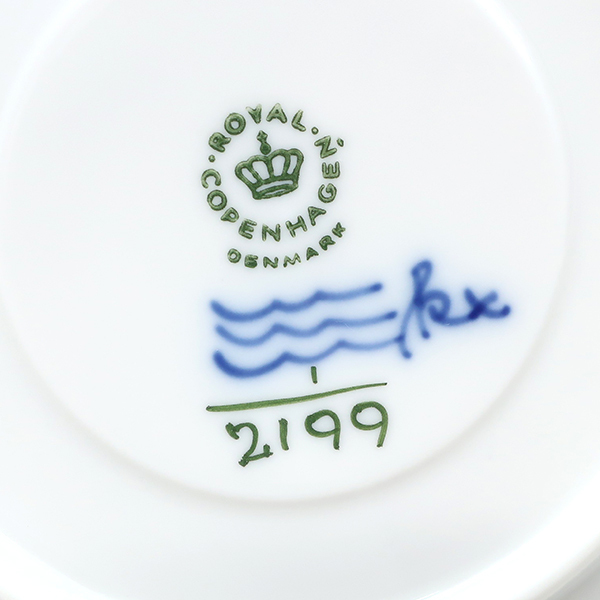 ROYAL
COPENHAGEN
DENMARK
1
2199